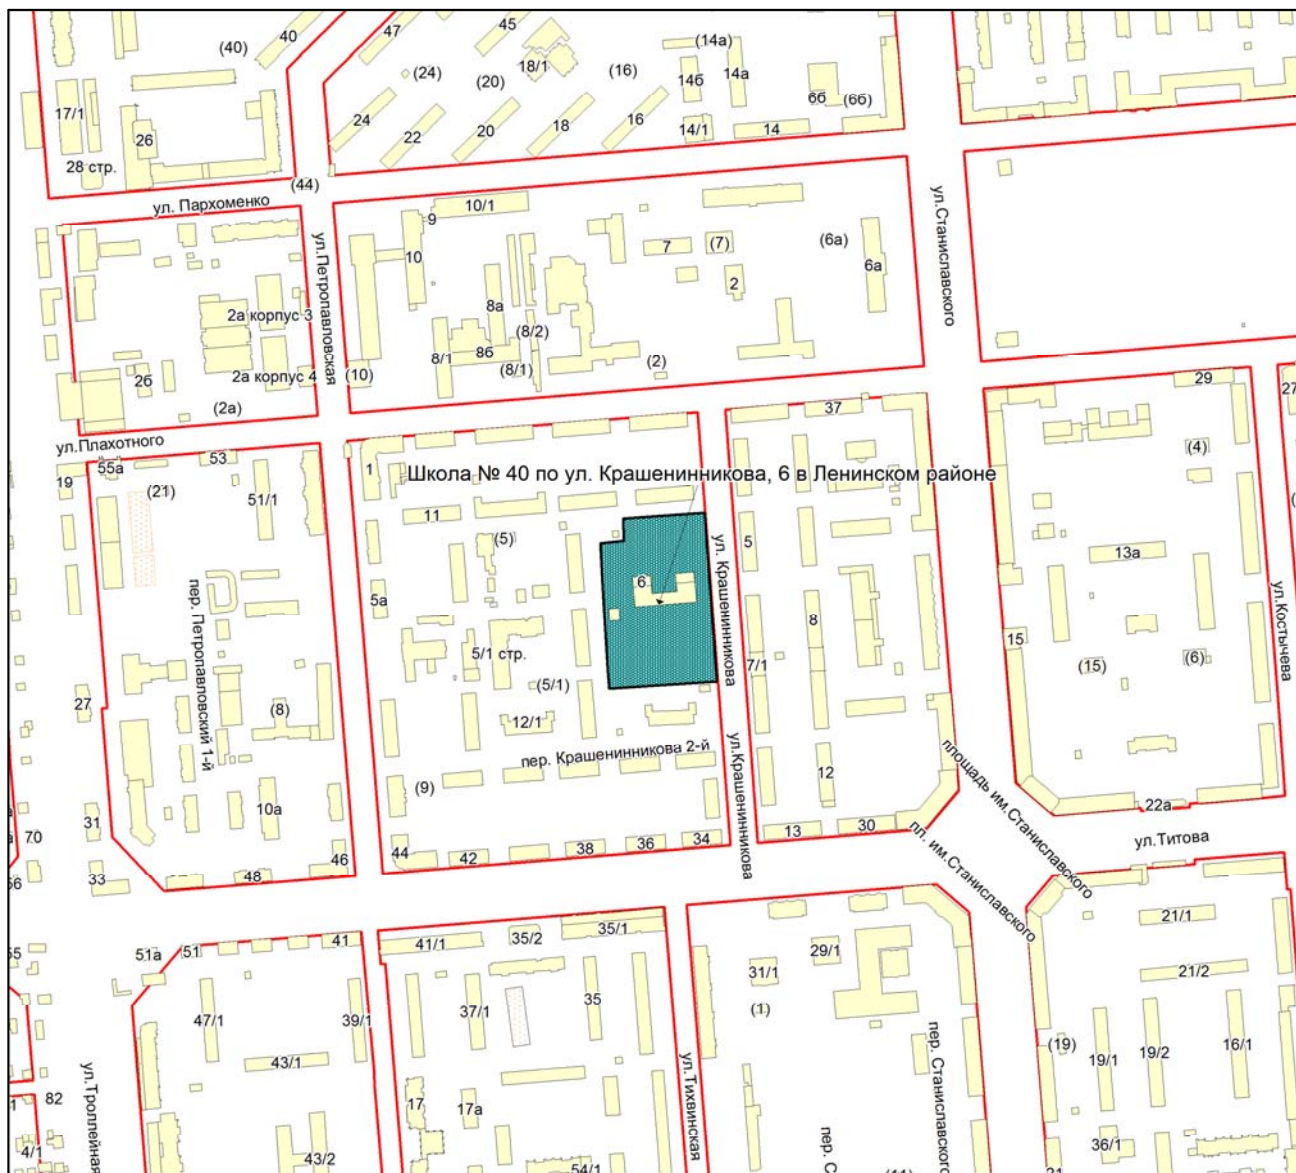 40
(40)
47
45
18/1
(14а)
(24)
(20)
(16)
14б
14а
6б
(6б)
17/1
26
24
22
20
18
16
14/1
14
28 стр.
(44)
ул. Пархоменко
9
10/1
ул.Петропавловская
ул.Станиславского
10
7
(7)
(6а)
6а
2
8а
2а корпус 3
(8/2)
8/1
8б
(8/1)
(2)
2б
2а корпус 4
(10)
(2а)
29
27
37
ул.Плахотного
55а
53
19
(21)
51/1
1
(4)
Школа № 40 по ул. Крашенинникова, 6 в Ленинском районе
11
(5)
5
13а
6
ул. Крашенинникова
пер. Петропавловский 1-й
5а
8
ул.Костычева
15
5/1 стр.
7/1
(15)
(6)
(5/1)
27
(8)
12/1
пер. Крашенинникова 2-й
ул.Крашенинникова
площадь им.Станиславского
12
(9)
10а
22а
31
70
13
30
пл. им.Станиславского
ул.Титова
46
44
42
38
36
34
33
48
21/1
51а
51
41
41/1
35/2
35/1
29/1
31/1
21/2
(1)
47/1
39/1
37/1
35
43/1
(19)
19/1
19/2
16/1
ул.Тихвинская
пер. Станиславского
ул.Троллейная
82
17
17а
4/1
43/2
54/1
36/1